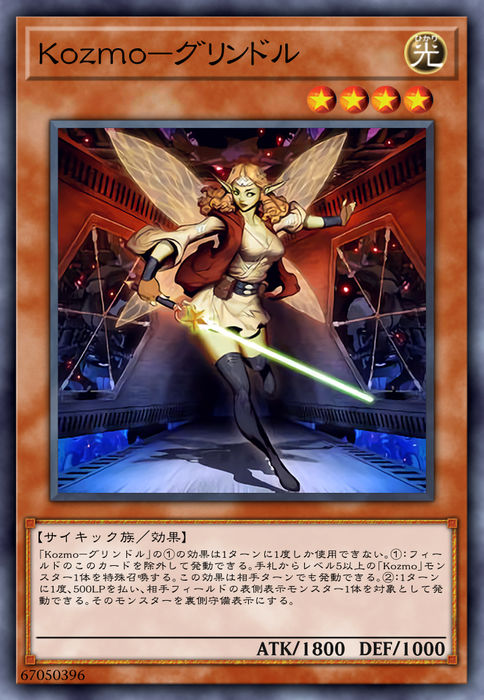 Kozmo－グリンドル
ひかり
光
【サイキック族／効果】
「Kozmo－グリンドル」の①の効果は1ターンに1度しか使用できない。①：フィー
ルドのこのカードを除外して発動できる。手札からレベル5以上の「Kozmo」モン
スター1体を特殊召喚する。この効果は相手ターンでも発動できる。②：1ターン
に1度、500LPを払い、相手フィールドの表側表示モンスター1体を対象として発
動できる。そのモンスターを裏側守備表示にする。
ATK/1800 DEF/1000
67050396